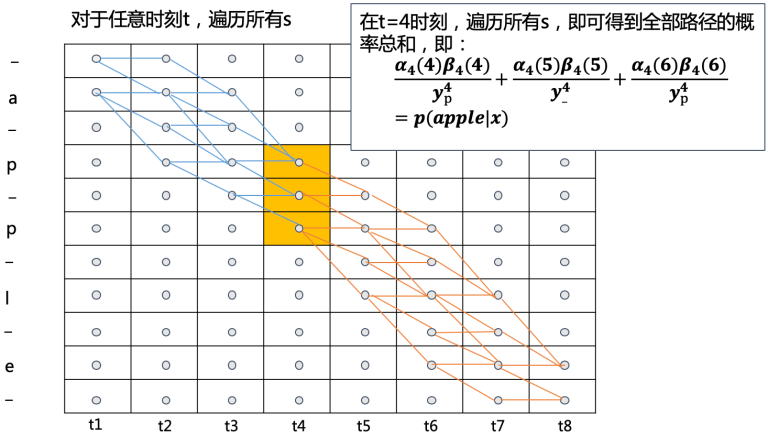 对于任意时刻t，遍历所有s
在t=4时刻，遍历所有s，即可得到全部路径的概
率总和，即：
α₄(4)β₄(4)/y⁴ₚ + α₄(5)β₄(5)/y⁴₋ + α₄(6)β₄(6)/y⁴ₚ
= p(apple|x)
–
a
–
p
–
p
–
l
–
e
–
t1 t2 t3 t4 t5 t6 t7 t8